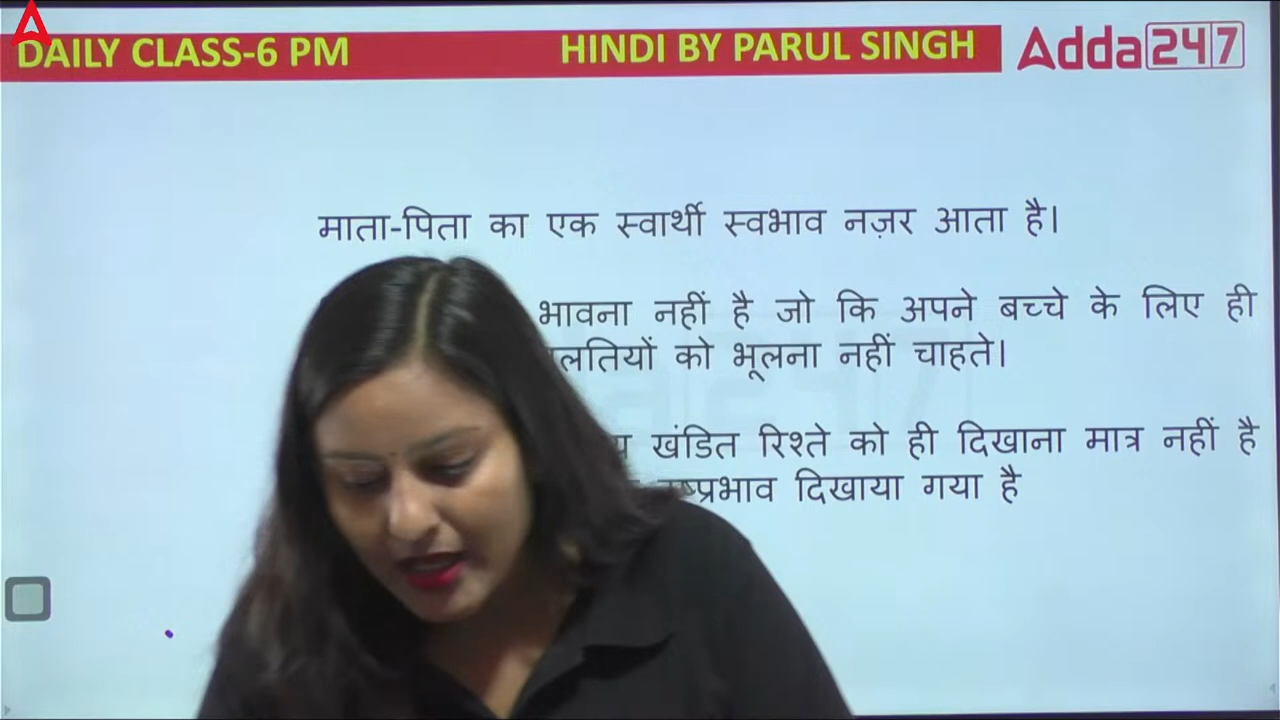 DAILY CLASS-6 PM
HINDI BY PARUL SINGH
Adda247
माता-पिता का एक स्वार्थी स्वभाव नज़र आता है।
भावना नहीं है जो कि अपने बच्चे के लिए ही
को भूलना नहीं चाहते।
खंडित रिश्ते को ही दिखाना मात्र नहीं है
दिखाया गया है